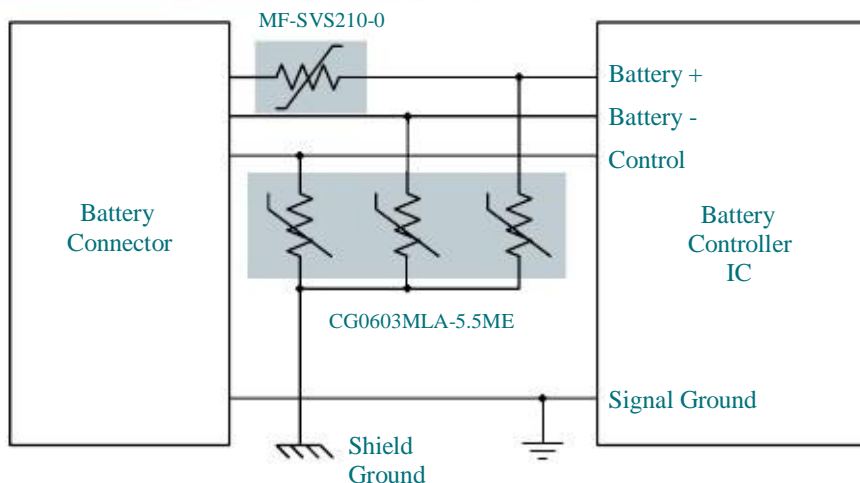 MF-SVS210-0
Battery +
Battery -
Control
Battery
Connector
Battery
Controller
IC
CG0603MLA-5.5ME
Signal Ground
Shield
Ground